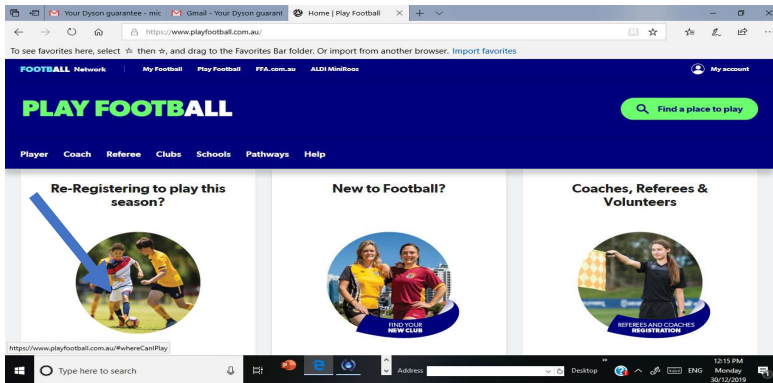 Your Dyson guarantee - mic
Gmail - Your Dyson guarant
Home | Play Football
https://www.playfootball.com.au/
To see favorites here, select ☆ then ☆, and drag to the Favorites Bar folder. Or import from another browser. Import favorites
FOOTBALL Network
My Football
Play Football
FFA.com.au
ALDI MiniRoos
My account
PLAY FOOTBALL
Find a place to play
Player Coach Referee Clubs Schools Pathways Help
Re-Registering to play this
season?
New to Football?
FIND YOUR
NEW CLUB
Coaches, Referees &
Volunteers
REFEREES AND COACHES
REGISTRATION
https://www.playfootball.com.au/#whereCanIPlay
Type here to search
Address
Desktop
ENG
12:15 PM
Monday
30/12/2019